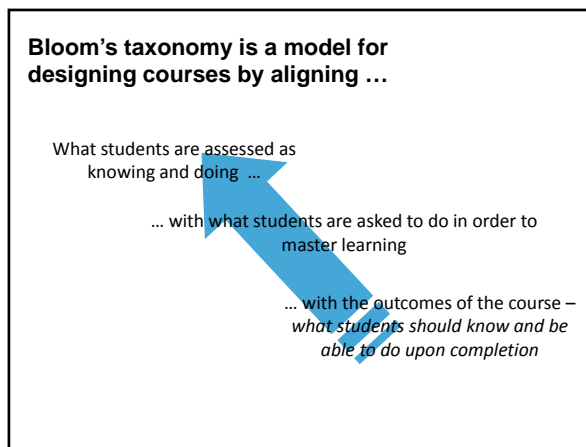 Bloom’s taxonomy is a model for
designing courses by aligning …
What students are assessed as
knowing and doing  …
… with what students are asked to do in order to
master learning
… with the outcomes of the course –
what students should know and be
able to do upon completion